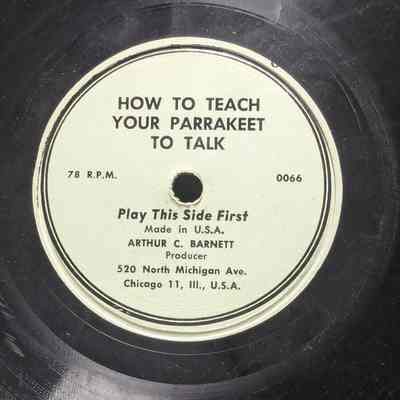 HOW TO TEACH
YOUR PARRAKEET
TO TALK
78 R.P.M. 0066
Play This Side First
Made in U.S.A.
ARTHUR C. BARNETT
Producer
520 North Michigan Ave.
Chicago 11, Ill., U.S.A.